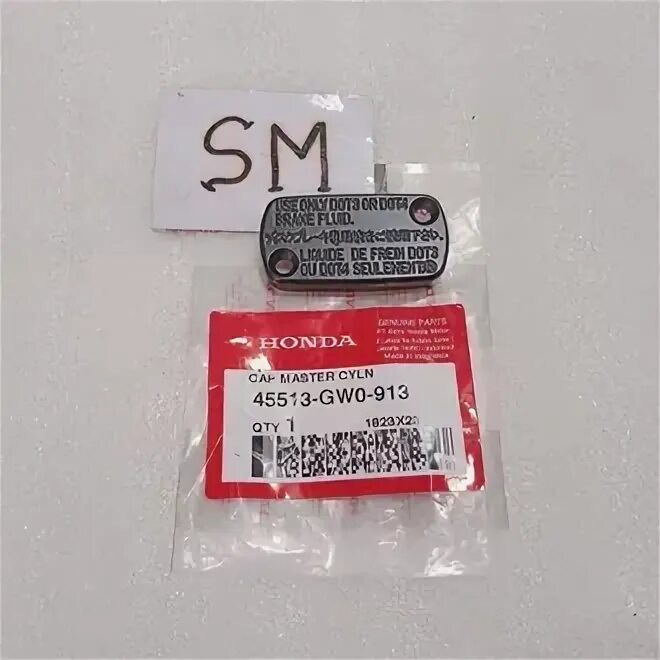 SM
USE ONLY DOT3 OR DOT4
BRAKE FLUID.
LIQUIDE DE FREIN DOT3
OU DOT4 SEULEMENT
HONDA
GENUINE PARTS
CAP MASTER CYLN
45513-GW0-913
QTY 1
1823X23